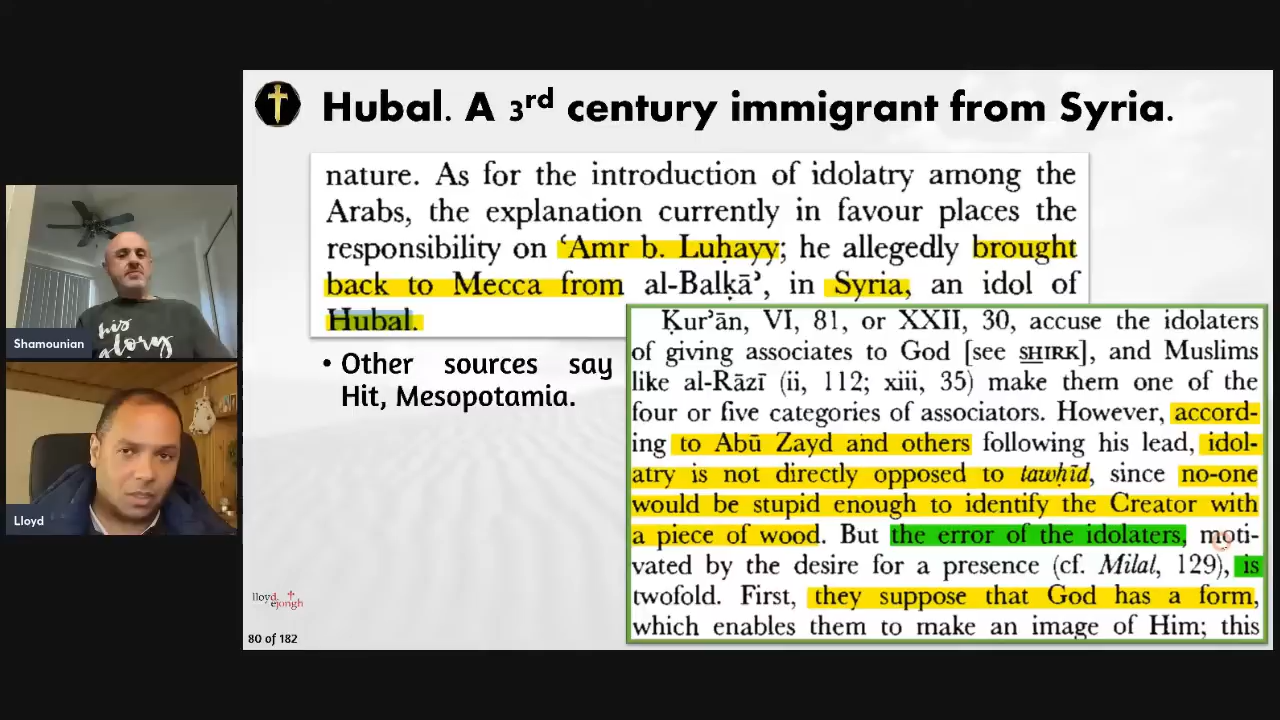 Hubal. A 3rd century immigrant from Syria.
nature. As for the introduction of idolatry among the
Arabs, the explanation currently in favour places the
responsibility on ʿAmr b. Luḥayy; he allegedly brought
back to Mecca from al-Balḳāʾ, in Syria, an idol of
Hubal.
• Other sources say
Hit, Mesopotamia.
Ḳurʾān, VI, 81, or XXII, 30, accuse the idolaters
of giving associates to God [see SHIRK], and Muslims
like al-Rāzī (ii, 112; xiii, 35) make them one of the
four or five categories of associators. However, accord-
ing to Abū Zayd and others following his lead, idol-
atry is not directly opposed to tawḥīd, since no-one
would be stupid enough to identify the Creator with
a piece of wood. But the error of the idolaters, moti-
vated by the desire for a presence (cf. Milal, 129), is
twofold. First, they suppose that God has a form,
which enables them to make an image of Him; this
Shamounian
his
glory
Lloyd
lloyd
ejongh
80 of 182